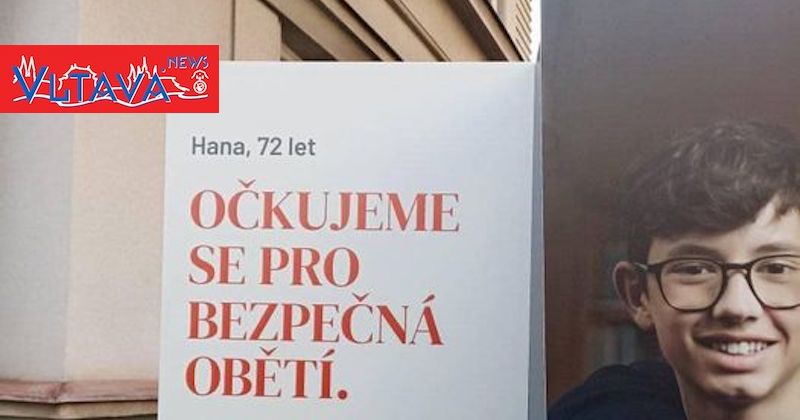 VLTAVA
.NEWS
Hana, 72 let
OČKUJEME
SE PRO
BEZPEČNÁ
OBĚTÍ.